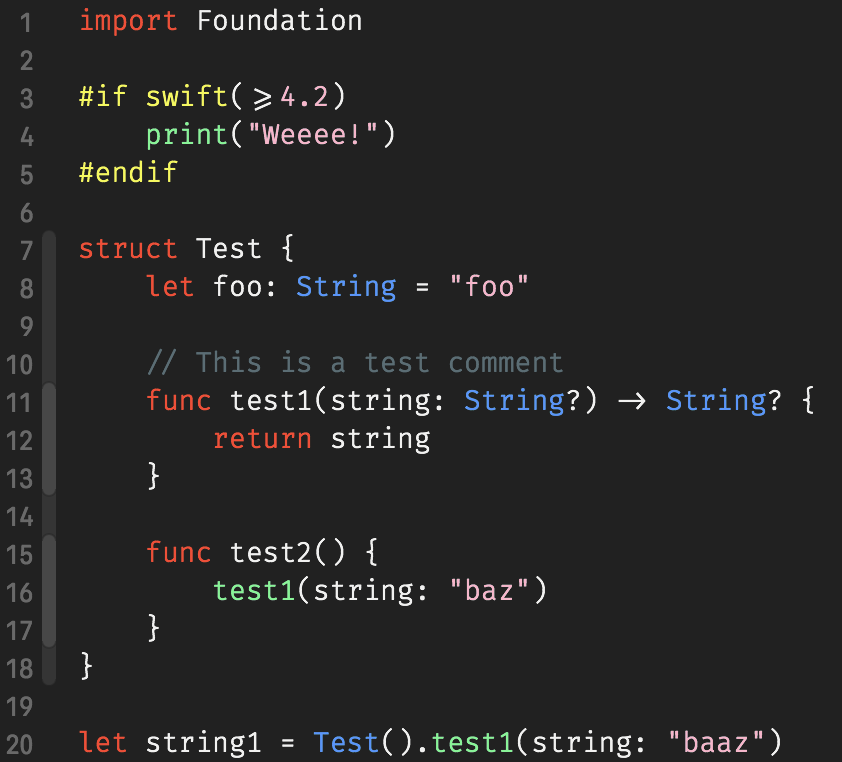 1 import Foundation
2
3 #if swift(>=4.2)
4     print("Weeee!")
5 #endif
6
7 struct Test {
8     let foo: String = "foo"
9
10     // This is a test comment
11     func test1(string: String?) -> String? {
12         return string
13     }
14
15     func test2() {
16         test1(string: "baz")
17     }
18 }
19
20 let string1 = Test().test1(string: "baaz")